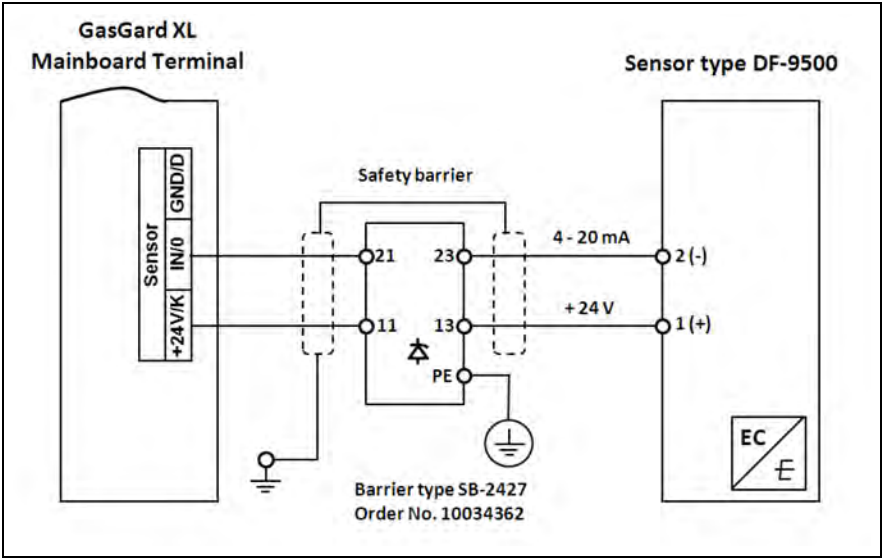 GasGard XL
Mainboard Terminal
Sensor type DF-9500
Safety barrier
Sensor
GND/D
IN/0
+24V/K
21
23
4 - 20 mA
2 (-)
11
13
+ 24 V
1 (+)
PE
EC
E
Barrier type SB-2427
Order No. 10034362